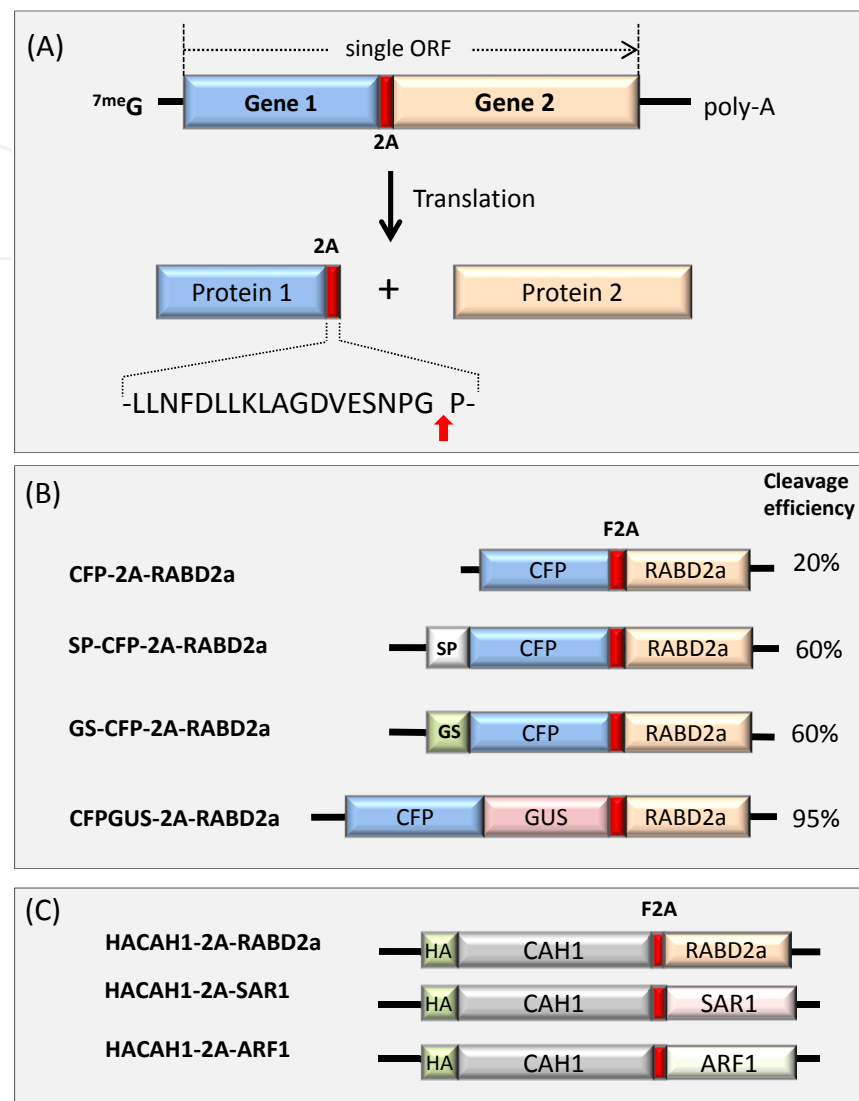 (A)
single ORF
7meG Gene 1 Gene 2 poly-A
2A
Translation
2A
Protein 1 + Protein 2
-LLNFDLLKLAGDVESNPG P-
(B)
Cleavage
efficiency
F2A
CFP-2A-RABD2a CFP RABD2a 20%
SP-CFP-2A-RABD2a SP CFP RABD2a 60%
GS-CFP-2A-RABD2a GS CFP RABD2a 60%
CFPGUS-2A-RABD2a CFP GUS RABD2a 95%
(C)
F2A
HACAH1-2A-RABD2a HA CAH1 RABD2a
HACAH1-2A-SAR1 HA CAH1 SAR1
HACAH1-2A-ARF1 HA CAH1 ARF1